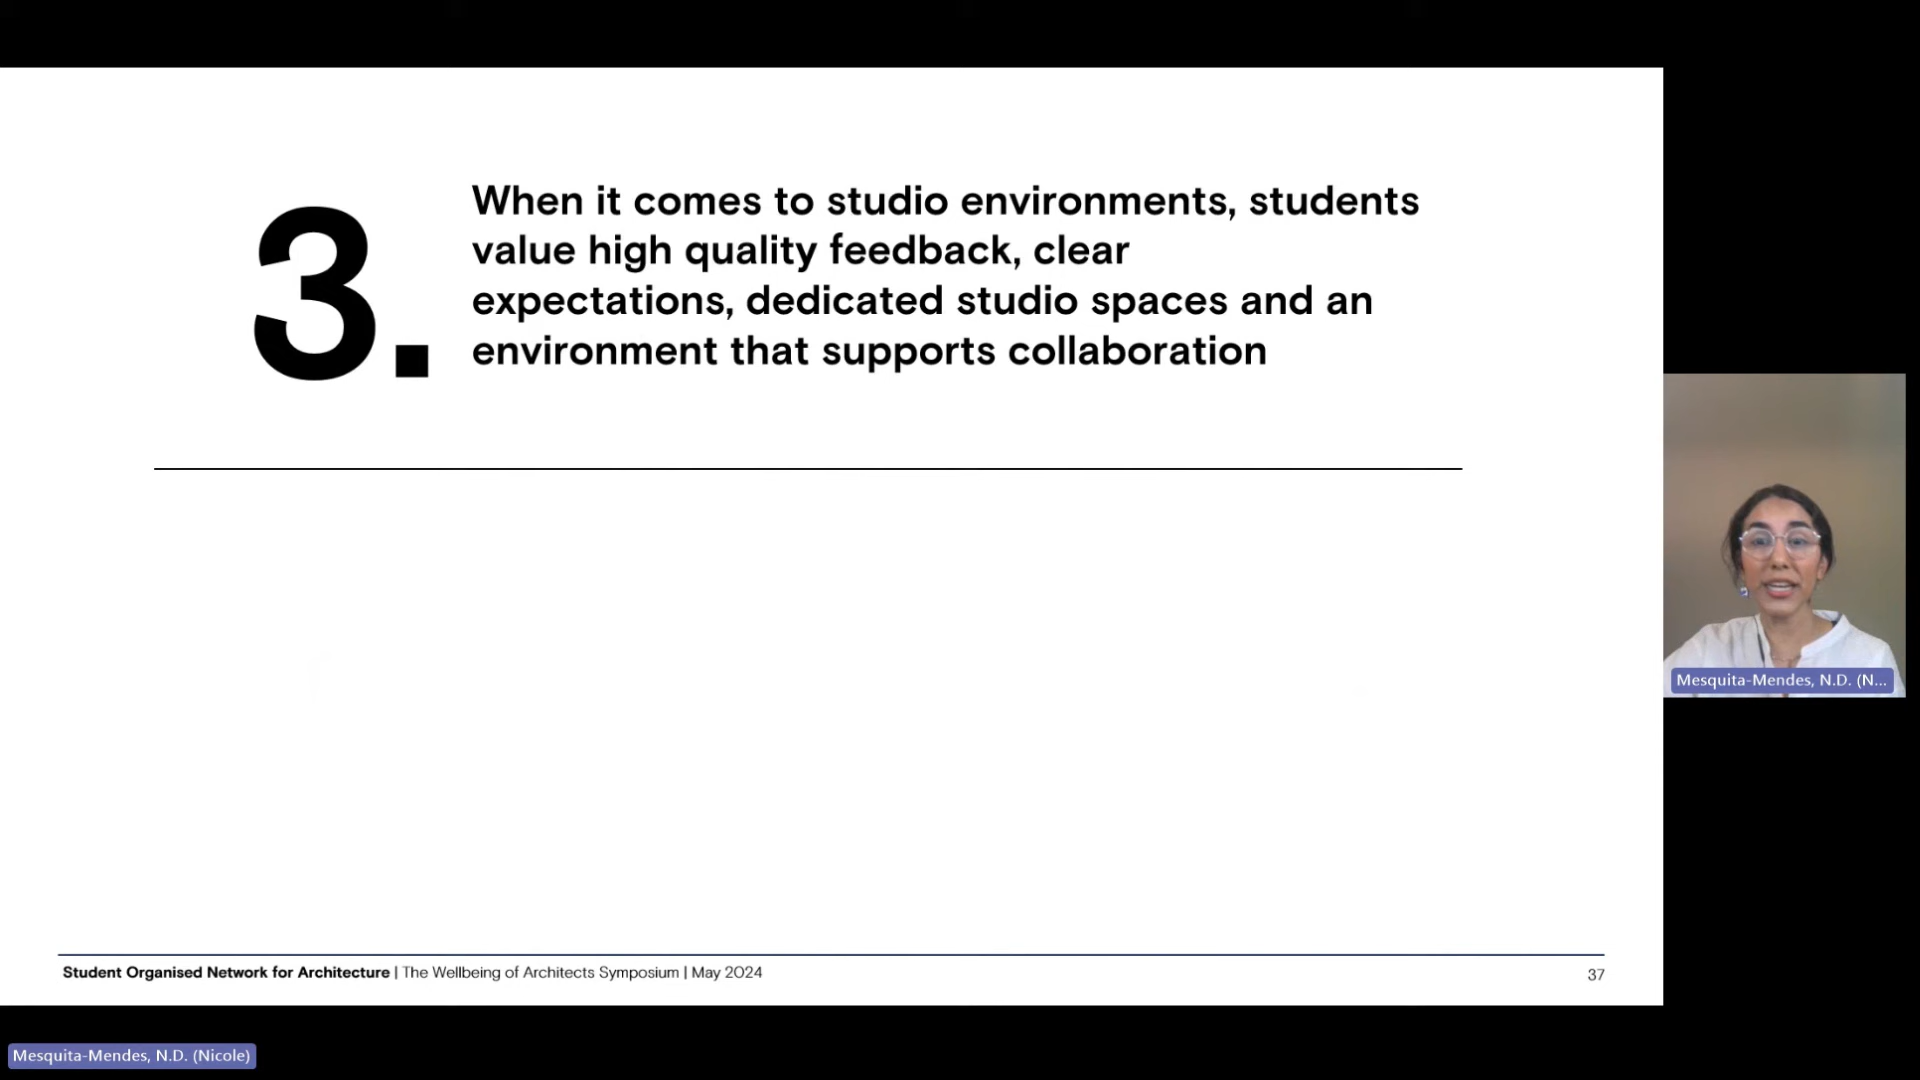 3.
When it comes to studio environments, students
value high quality feedback, clear
expectations, dedicated studio spaces and an
environment that supports collaboration
Mesquita-Mendes, N.D. (N...
Student Organised Network for Architecture | The Wellbeing of Architects Symposium | May 2024
37
Mesquita-Mendes, N.D. (Nicole)